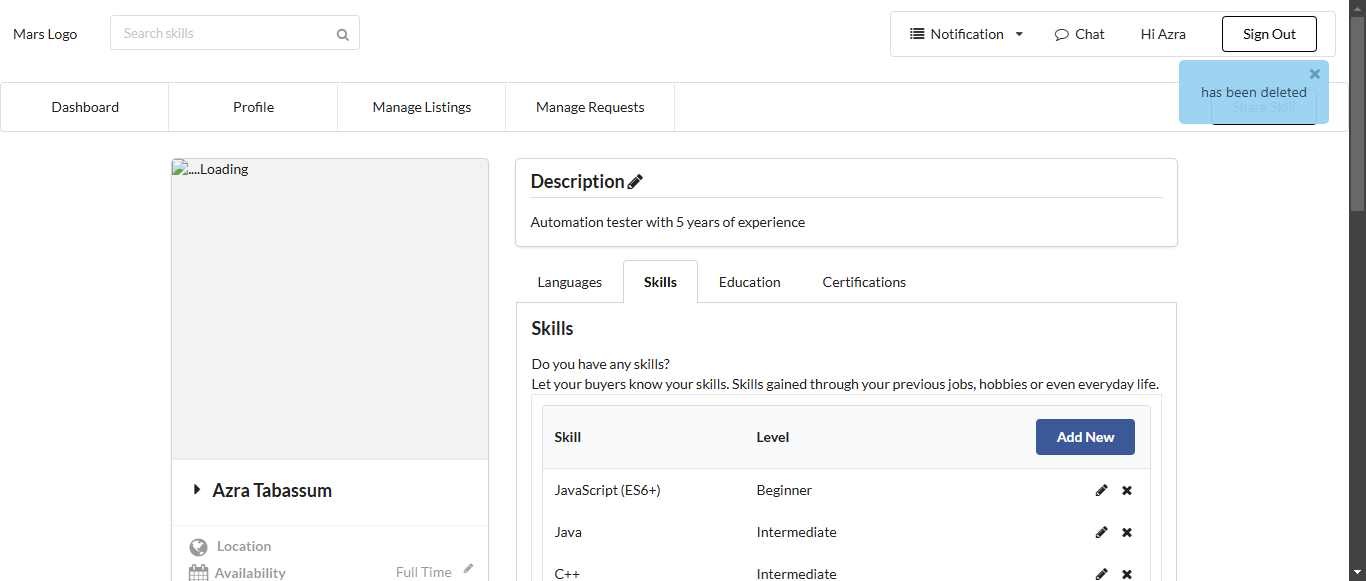 Mars Logo
Search skills
Notification
Chat
Hi Azra
Sign Out
has been deleted
Dashboard
Profile
Manage Listings
Manage Requests
Share Skill
....Loading
Description
Automation tester with 5 years of experience
Languages
Skills
Education
Certifications
Skills
Do you have any skills?
Let your buyers know your skills. Skills gained through your previous jobs, hobbies or even everyday life.
Skill Level Add New
JavaScript (ES6+) Beginner
Java Intermediate
C++ Intermediate
Azra Tabassum
Location
Availability Full Time